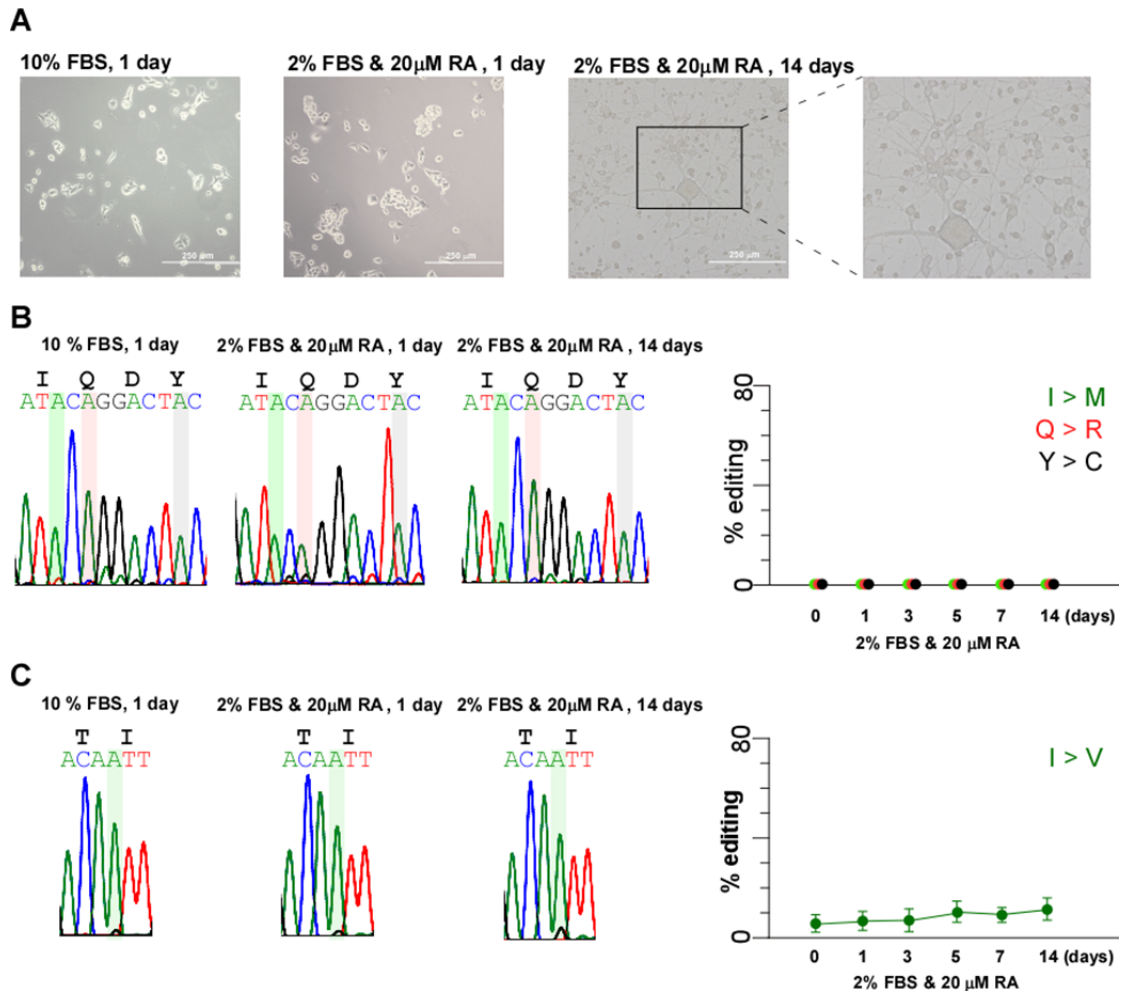 A
10% FBS, 1 day
2% FBS & 20μM RA , 1 day
2% FBS & 20μM RA , 14 days
250 μm
250 μm
250 μm
B
10 % FBS, 1 day
2% FBS & 20μM RA , 1 day
2% FBS & 20μM RA , 14 days
I Q D Y
ATACAGGACTAC
I Q D Y
ATACAGGACTAC
I Q D Y
ATACAGGACTAC
80
% editing
0
I > M
Q > R
Y > C
0 1 3 5 7 14 (days)
2% FBS & 20 μM RA
C
10 % FBS, 1 day
2% FBS & 20μM RA , 1 day
2% FBS & 20μM RA , 14 days
T I
ACAATT
T I
ACAATT
T I
ACAATT
80
% editing
0
I > V
0 1 3 5 7 14 (days)
2% FBS & 20 μM RA